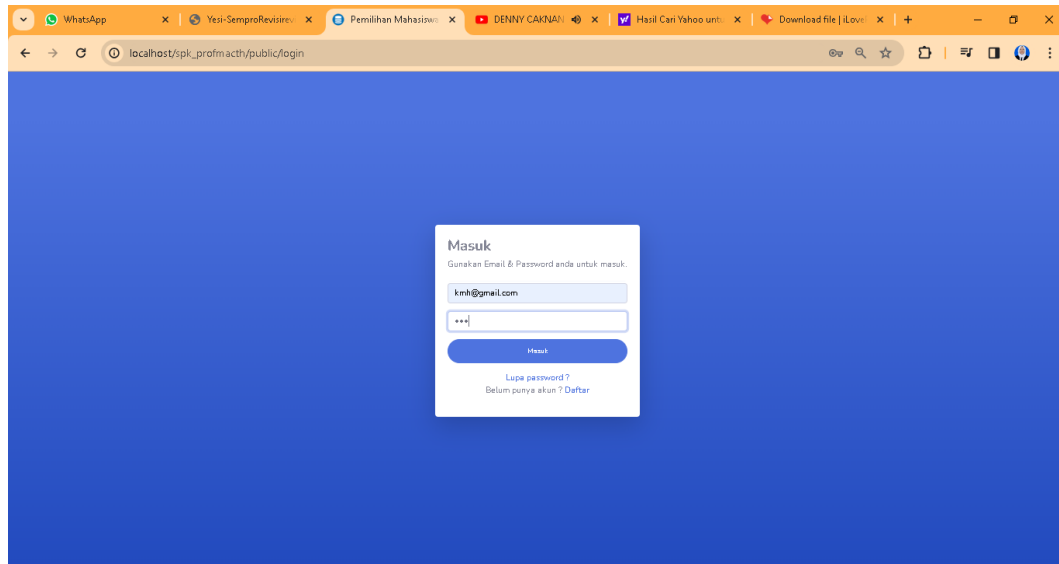 WhatsApp
Yesi-SemproRevisirevi
Pemilihan Mahasiswa
DENNY CAKNAN
Hasil Cari Yahoo untu
Download file | iLove
localhost/spk_profmacth/public/login
Masuk
Gunakan Email & Password anda untuk masuk.
kmh@gmail.com
•••
Masuk
Lupa password ?
Belum punya akun ? Daftar